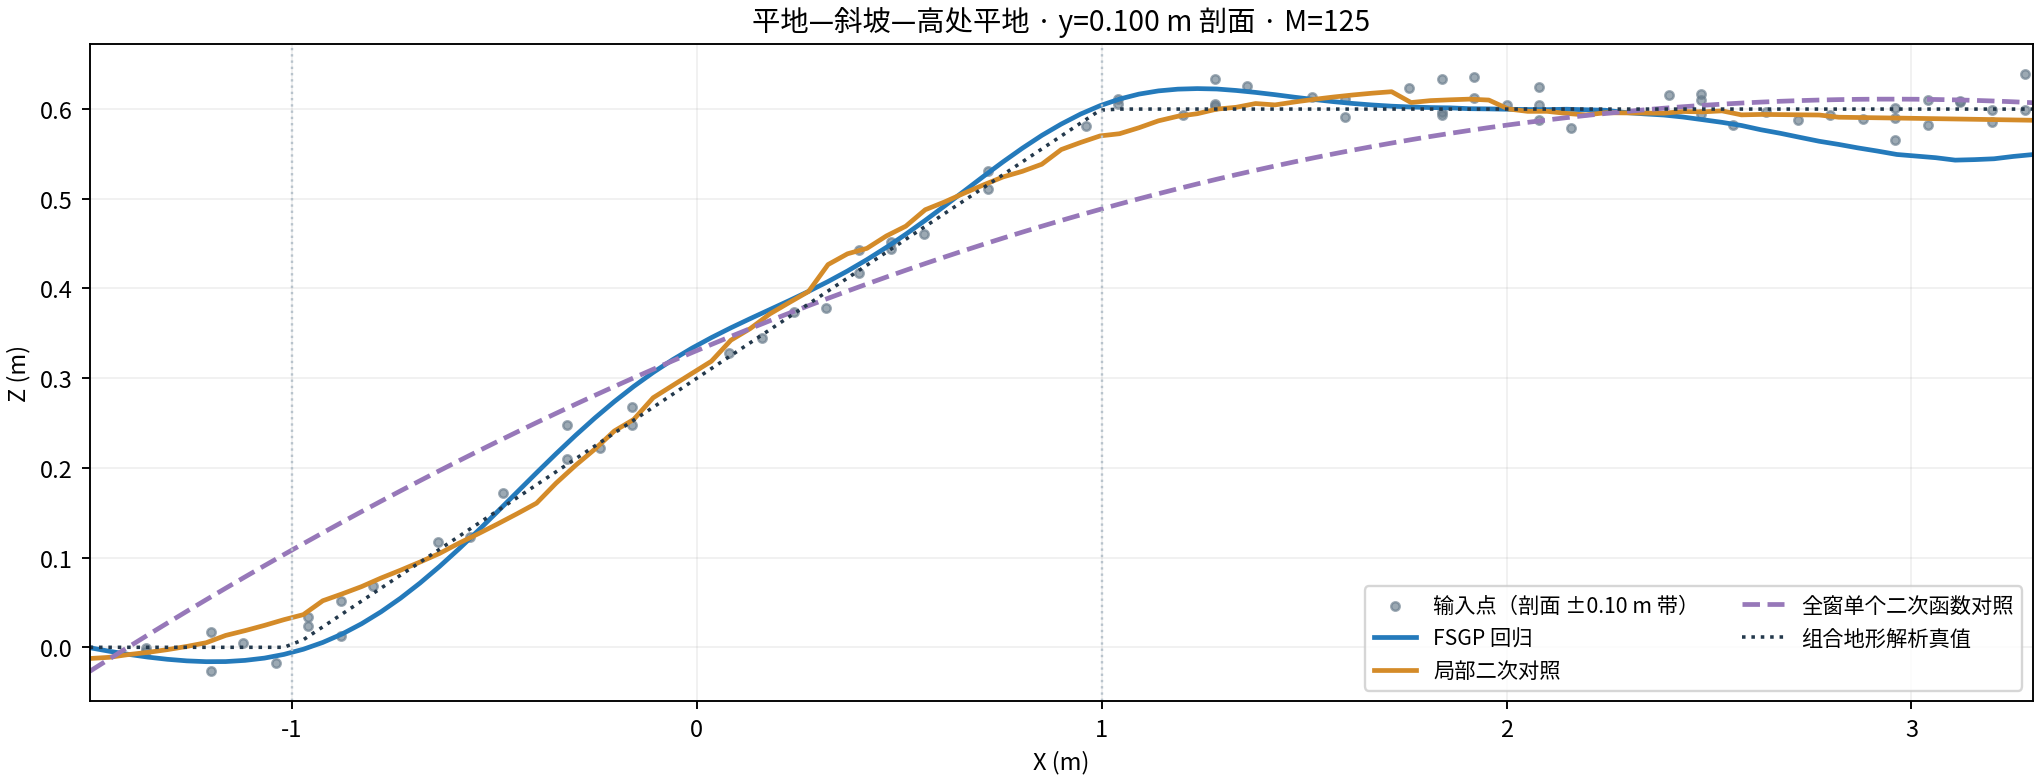 平地—斜坡—高处平地 · y=0.100 m 剖面 · M=125
Z (m)
0.6
0.5
0.4
0.3
0.2
0.1
0.0
-1
0
1
2
3
X (m)
输入点（剖面 ±0.10 m 带）
FSGP 回归
局部二次对照
全窗单个二次函数对照
组合地形解析真值